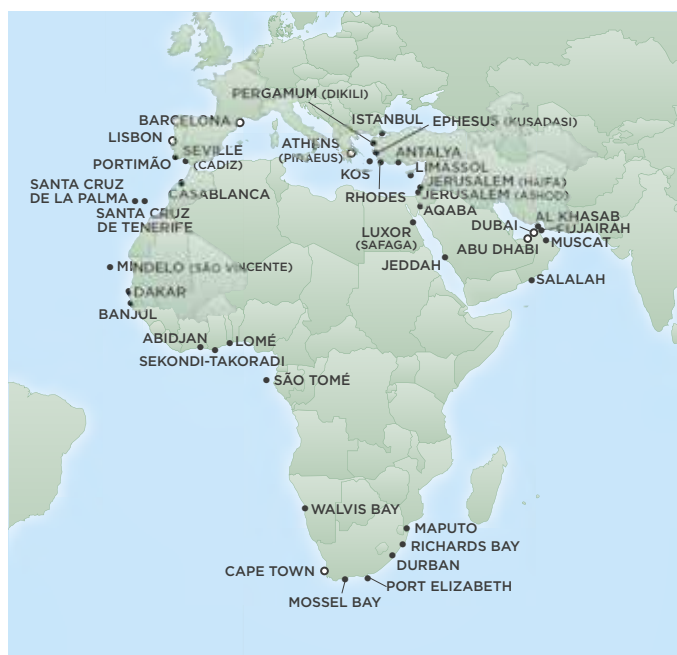 PERGAMUM (DIKILI)
BARCELONA
ISTANBUL
EPHESUS (KUSADASI)
LISBON
SEVILLE
(CÁDIZ)
ATHENS
(PIRAEUS)
ANTALYA
PORTIMÃO
KOS
LIMASSOL
SANTA CRUZ
DE LA PALMA
CASABLANCA
RHODES
JERUSALEM (HAIFA)
JERUSALEM (ASHOD)
SANTA CRUZ
DE TENERIFE
AQABA
AL KHASAB
LUXOR
(SAFAGA)
DUBAI
FUJAIRAH
ABU DHABI
MUSCAT
MINDELO (SÃO VINCENTE)
JEDDAH
SALALAH
DAKAR
BANJUL
ABIDJAN
LOMÉ
SEKONDI-TAKORADI
SÃO TOMÉ
WALVIS BAY
MAPUTO
RICHARDS BAY
DURBAN
CAPE TOWN
PORT ELIZABETH
MOSSEL BAY